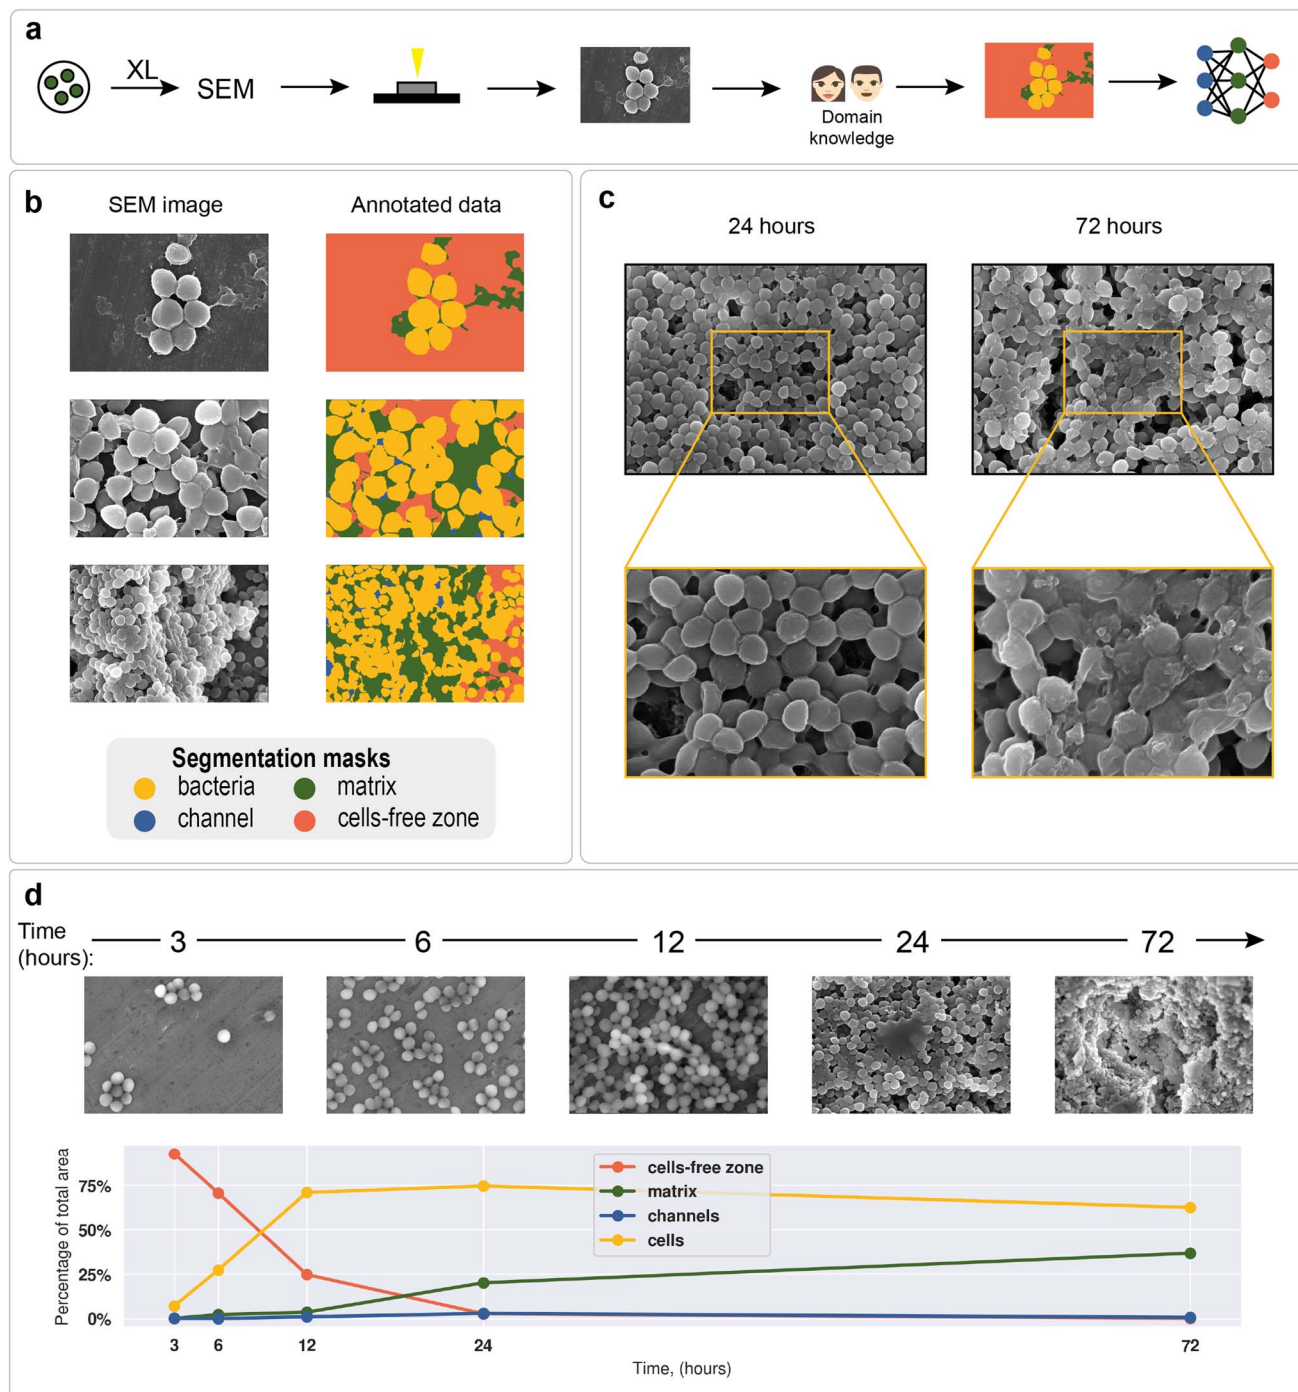 a
XL
SEM
Domain
knowledge
b
SEM image
Annotated data
Segmentation masks
bacteria
matrix
channel
cells-free zone
c
24 hours
72 hours
d
Time
(hours):
3
6
12
24
72
Percentage of total area
75%
50%
25%
0%
cells-free zone
matrix
channels
cells
3
6
12
24
72
Time, (hours)